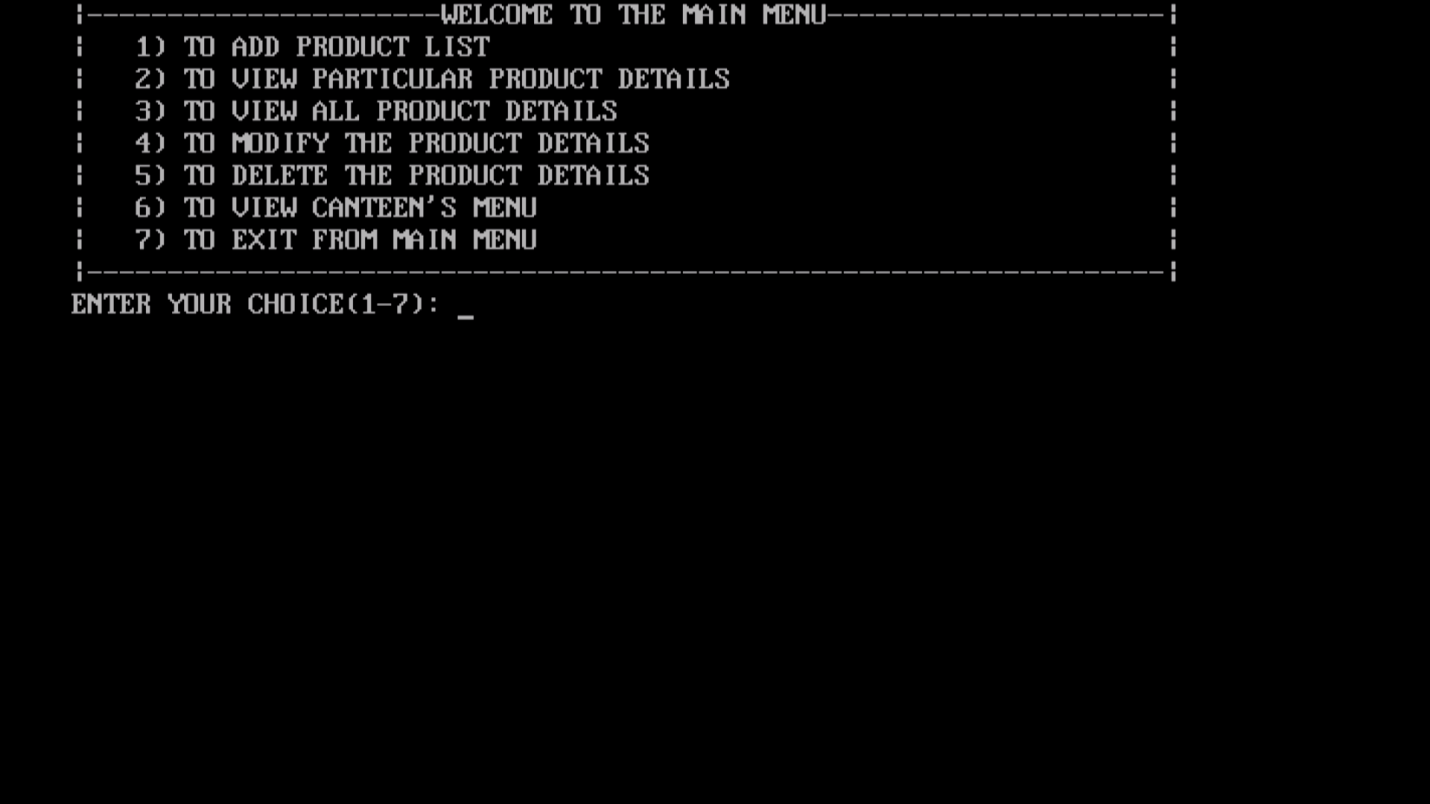 ¦----------------------WELCOME TO THE MAIN MENU---------------------¦
¦   1) TO ADD PRODUCT LIST                                          ¦
¦   2) TO VIEW PARTICULAR PRODUCT DETAILS                           ¦
¦   3) TO VIEW ALL PRODUCT DETAILS                                  ¦
¦   4) TO MODIFY THE PRODUCT DETAILS                                ¦
¦   5) TO DELETE THE PRODUCT DETAILS                                ¦
¦   6) TO VIEW CANTEEN'S MENU                                       ¦
¦   7) TO EXIT FROM MAIN MENU                                       ¦
¦-------------------------------------------------------------------¦
ENTER YOUR CHOICE(1-7): _